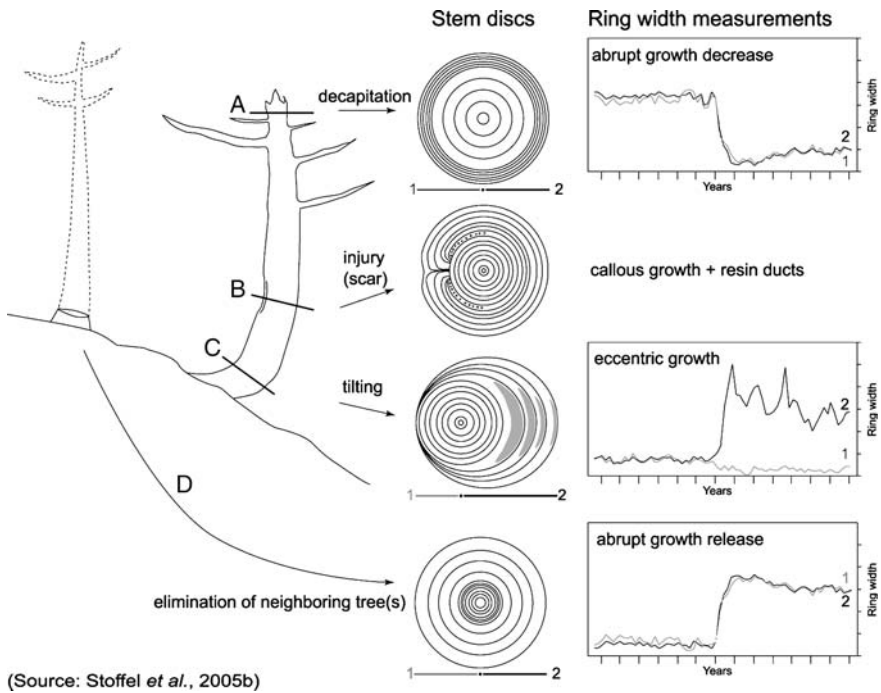 Stem discs
Ring width measurements
A
decapitation
1
2
abrupt growth decrease
2
1
Years
Ring width
B
injury
(scar)
callous growth + resin ducts
C
tilting
1
2
eccentric growth
2
1
Years
Ring width
D
elimination of neighboring tree(s)
1
2
abrupt growth release
1
2
Years
Ring width
(Source: Stoffel et al., 2005b)